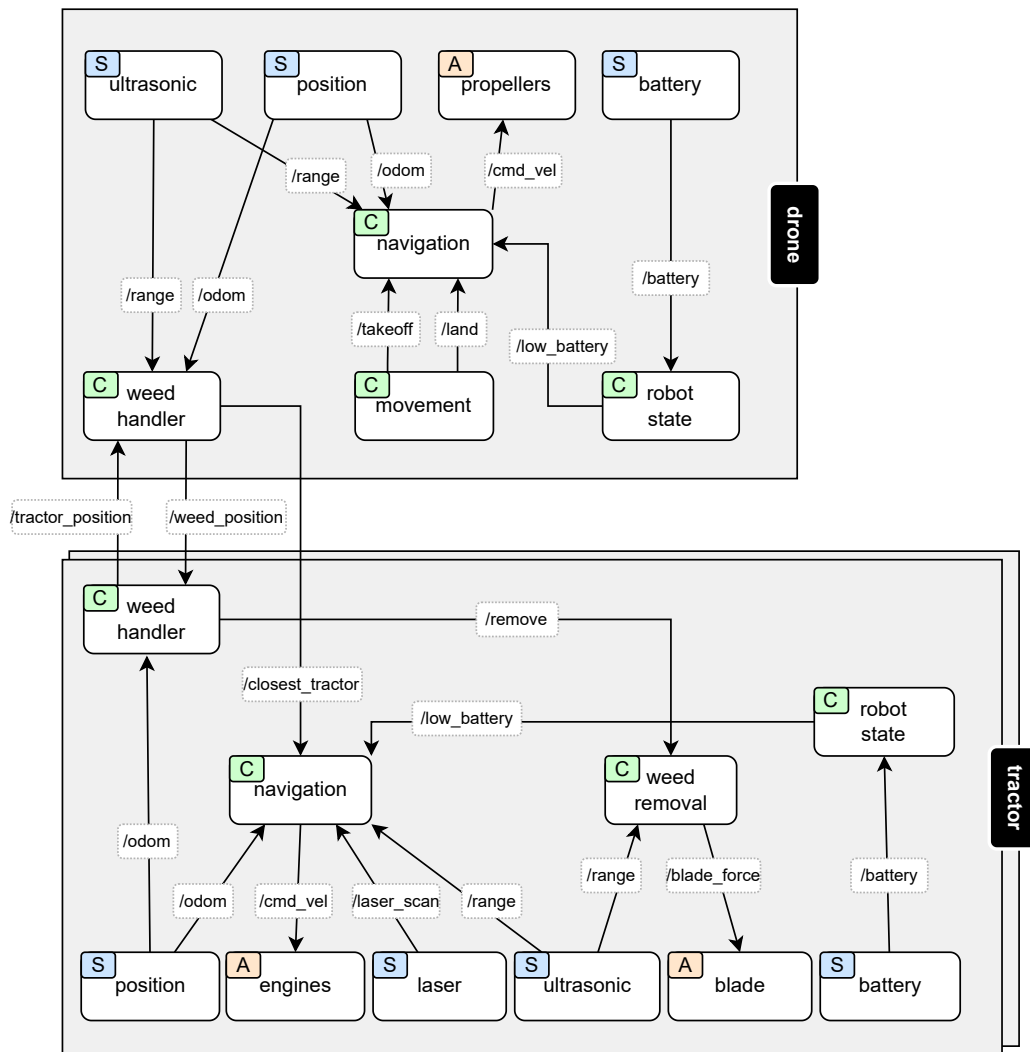 S
ultrasonic
S
position
A
propellers
S
battery
/range
/odom
/cmd_vel
C
navigation
drone
/range
/odom
/battery
/takeoff
/land
/low_battery
C
weed
handler
C
movement
C
robot
state
/tractor_position
/weed_position
C
weed
handler
/remove
/closest_tractor
/low_battery
C
robot
state
C
navigation
C
weed
removal
tractor
/odom
/odom
/cmd_vel
/laser_scan
/range
/range
/blade_force
/battery
S
position
A
engines
S
laser
S
ultrasonic
A
blade
S
battery